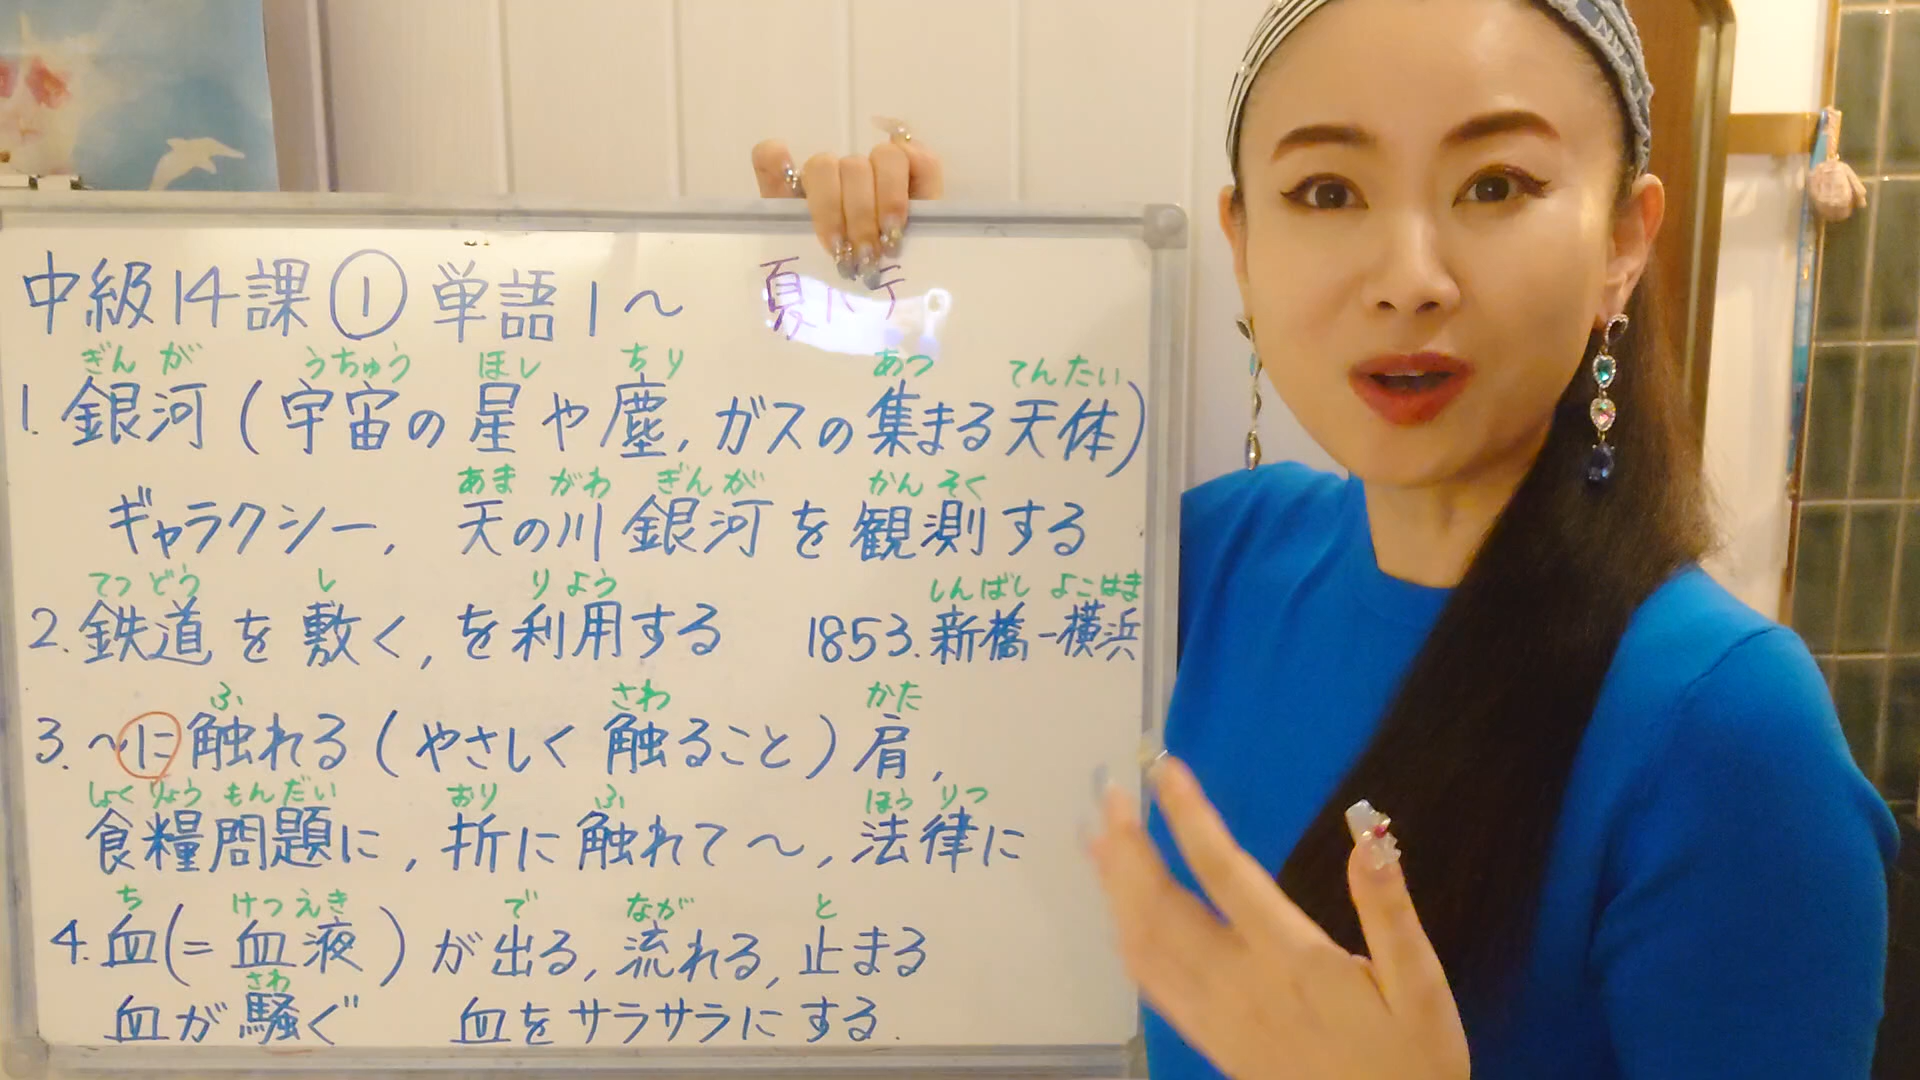 中級14課① 単語1～ 夏バテ
ぎん が うちゅう ほし ちり あつ てんたい
1. 銀河(宇宙の星や塵,ガスの集まる天体)
あま がわ ぎんが かんそく
ギャラクシー, 天の川銀河を観測する
てつどう し りよう しんばし よこはま
2. 鉄道を敷く,を利用する 1853.新橋-横浜
ふ さわ かた
3. ～に触れる(やさしく触ること)肩,
しょくりょうもんだい おり ふ ほうりつ
食糧問題に,折に触れて～,法律に
ち けつえき で なが と
4. 血(=血液)が出る,流れる,止まる
さわ
血が騒ぐ 血をサラサラにする.